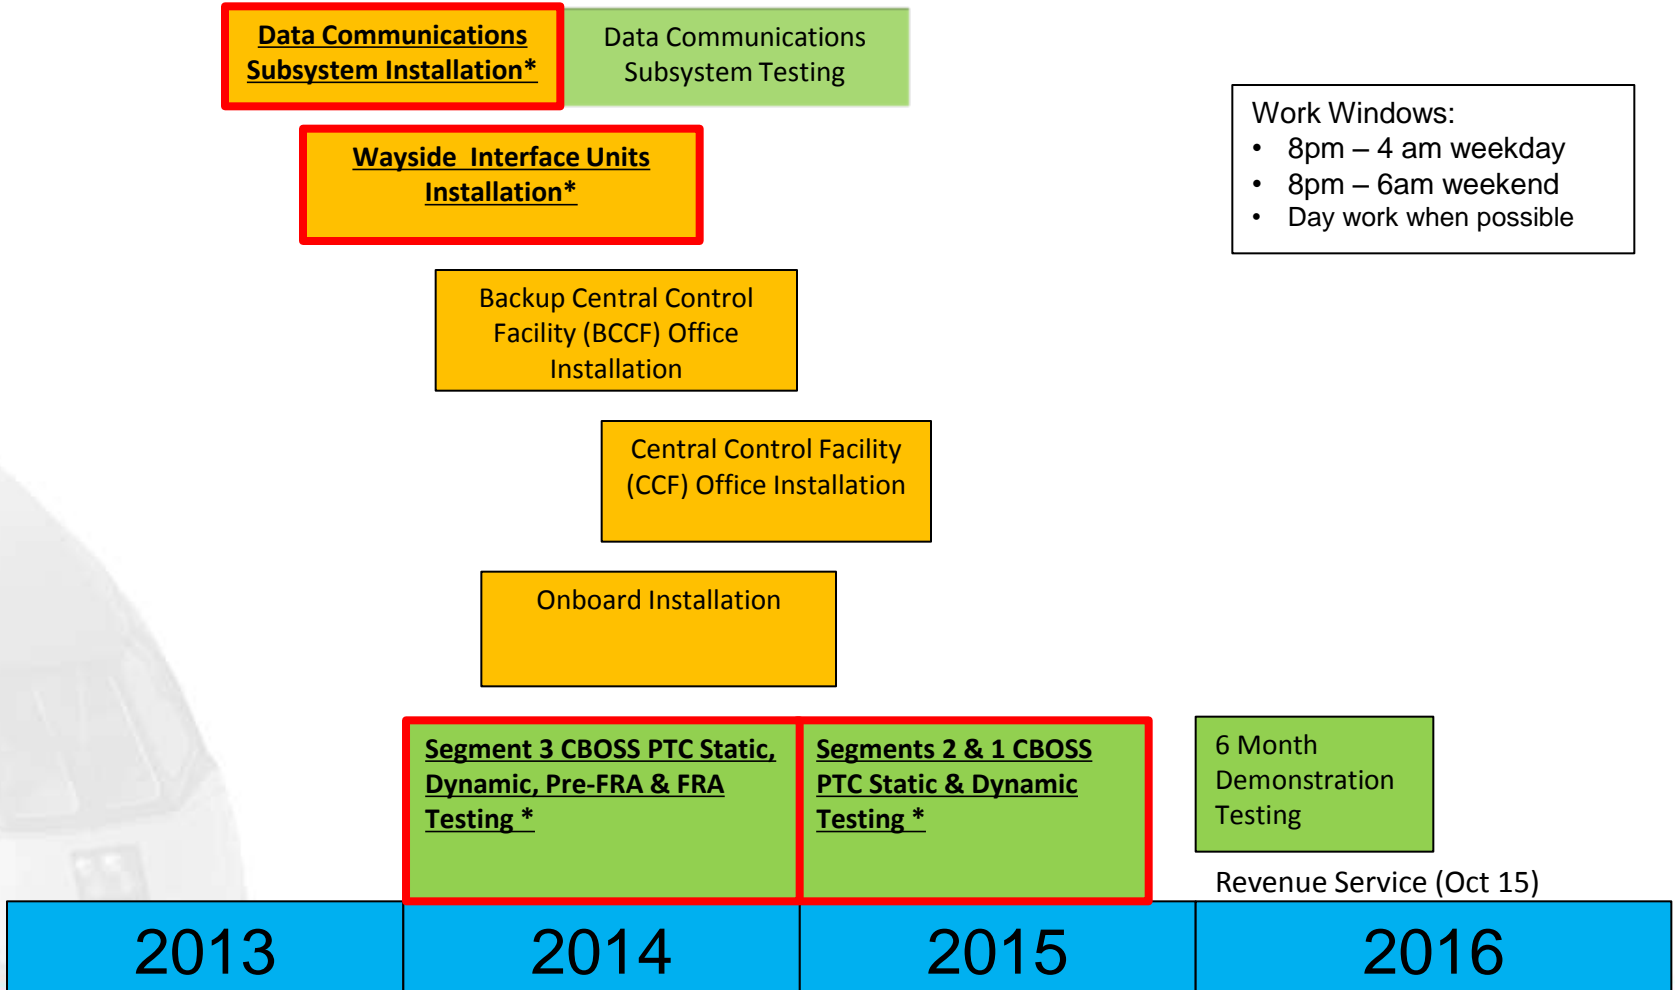 Data Communications
Subsystem Installation*
Data Communications
Subsystem Testing
Work Windows:
• 8pm – 4 am weekday
• 8pm – 6am weekend
• Day work when possible
Wayside  Interface Units
Installation*
Backup Central Control
Facility (BCCF) Office
Installation
Central Control Facility
(CCF) Office Installation
Onboard Installation
Segment 3 CBOSS PTC Static,
Dynamic, Pre-FRA & FRA
Testing *
Segments 2 & 1 CBOSS
PTC Static & Dynamic
Testing *
6 Month
Demonstration
Testing
Revenue Service (Oct 15)
2013
2014
2015
2016